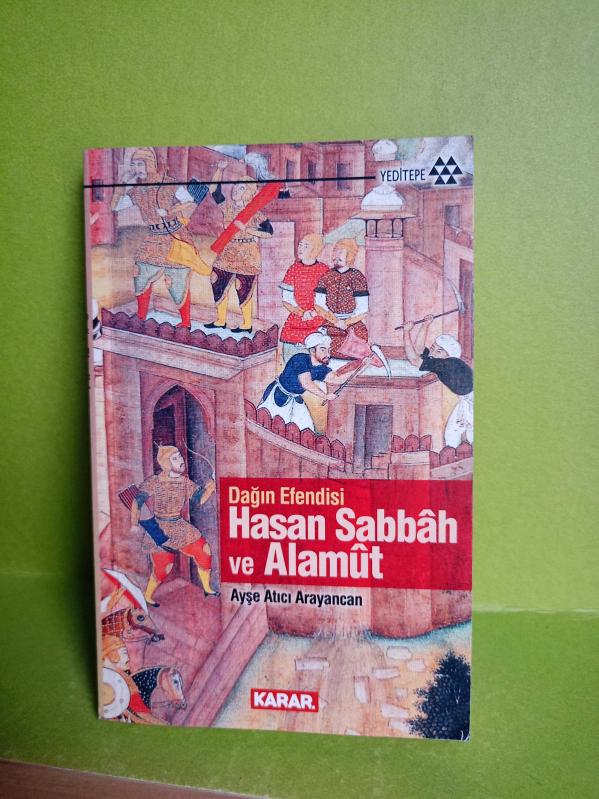 YEDİTEPE
Dağın Efendisi
Hasan Sabbâh
ve Alamût
Ayşe Atıcı Arayancan
KARAR.